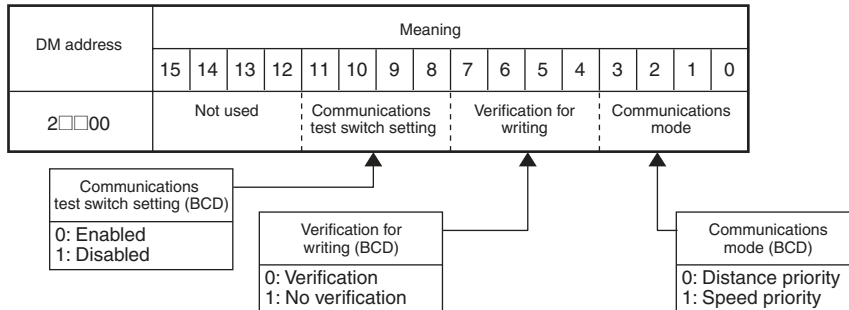 DM address
Meaning
15 14 13 12 11 10 9 8 7 6 5 4 3 2 1 0
2□□00
Not used
Communications
test switch setting
Verification for
writing
Communications
mode
Communications
test switch setting (BCD)
0: Enabled
1: Disabled
Verification for
writing (BCD)
0: Verification
1: No verification
Communications
mode (BCD)
0: Distance priority
1: Speed priority